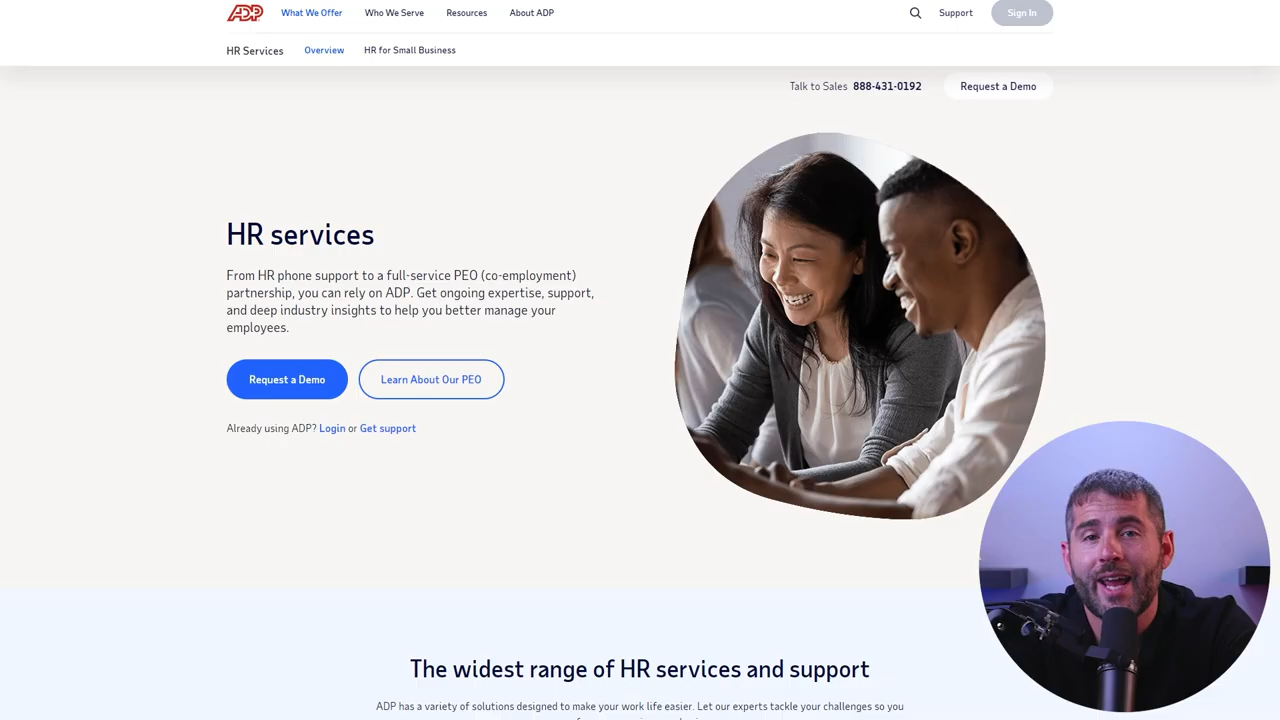 ADP
What We Offer
Who We Serve
Resources
About ADP
Support
Sign In
HR Services
Overview
HR for Small Business
Talk to Sales 888-431-0192
Request a Demo
HR services
From HR phone support to a full-service PEO (co-employment)
partnership, you can rely on ADP. Get ongoing expertise, support,
and deep industry insights to help you better manage your
employees.
Request a Demo
Learn About Our PEO
Already using ADP? Login or Get support
The widest range of HR services and support
ADP has a variety of solutions designed to make your work life easier. Let our experts tackle your challenges so you